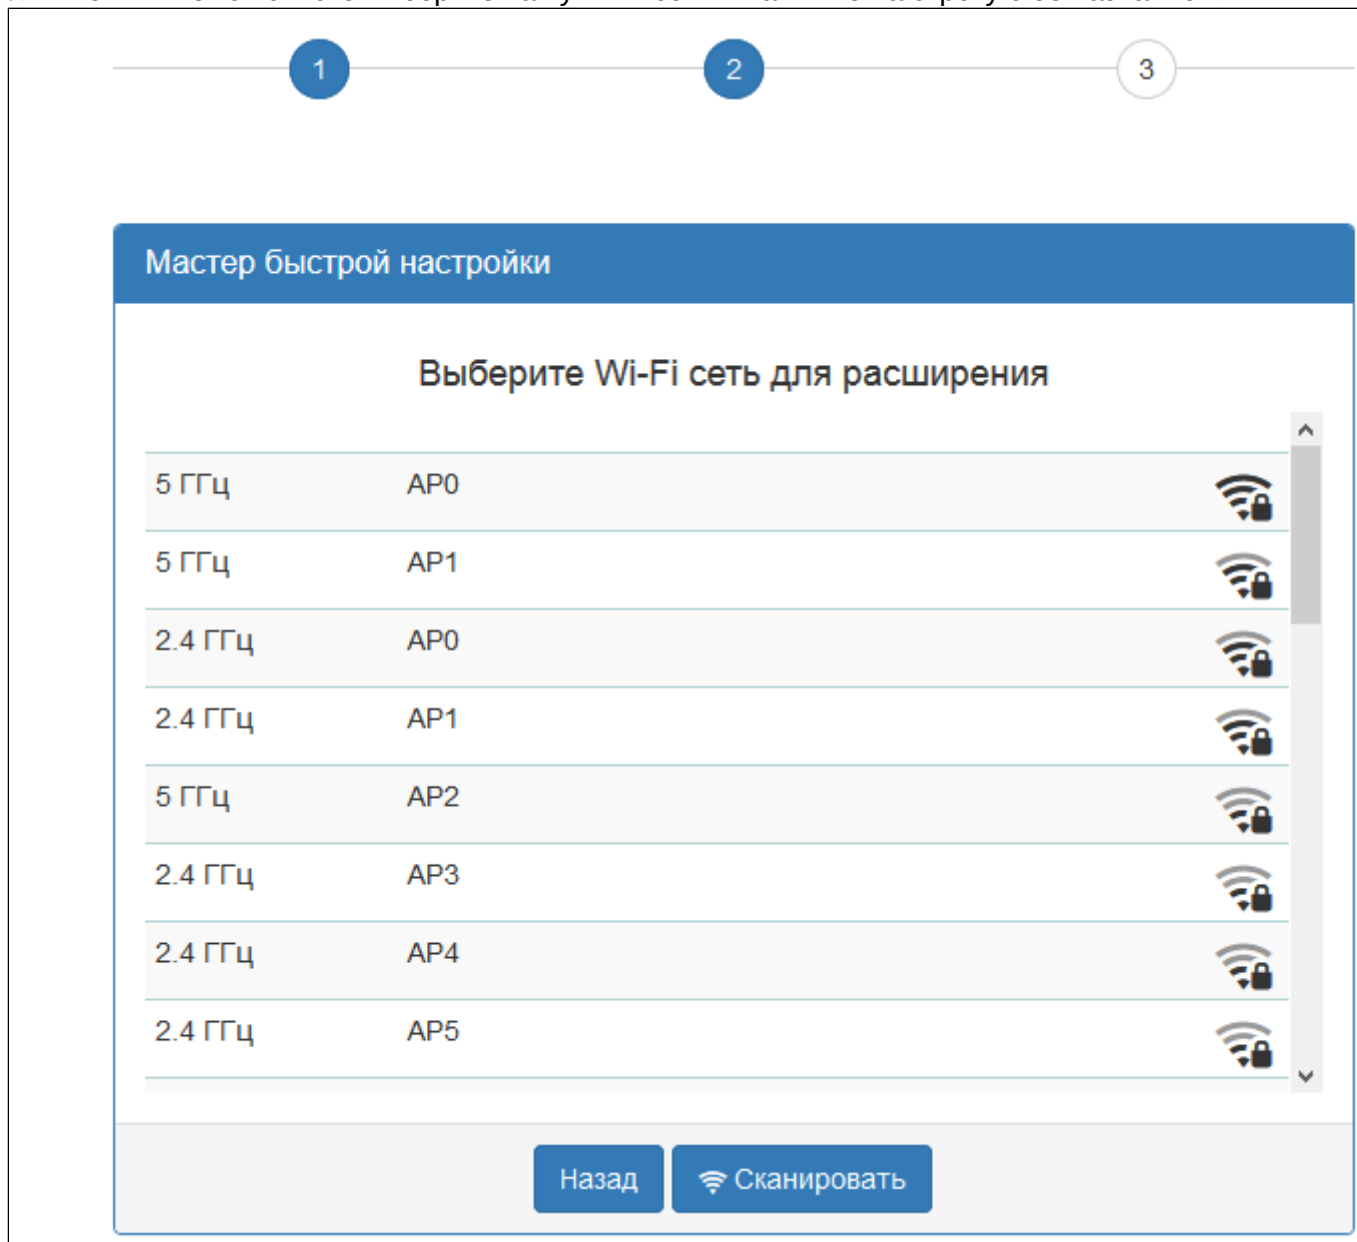 1
2
3
Мастер быстрой настройки
Выберите Wi-Fi сеть для расширения
5 ГГц AP0
5 ГГц AP1
2.4 ГГц AP0
2.4 ГГц AP1
5 ГГц AP2
2.4 ГГц AP3
2.4 ГГц AP4
2.4 ГГц AP5
Назад Сканировать